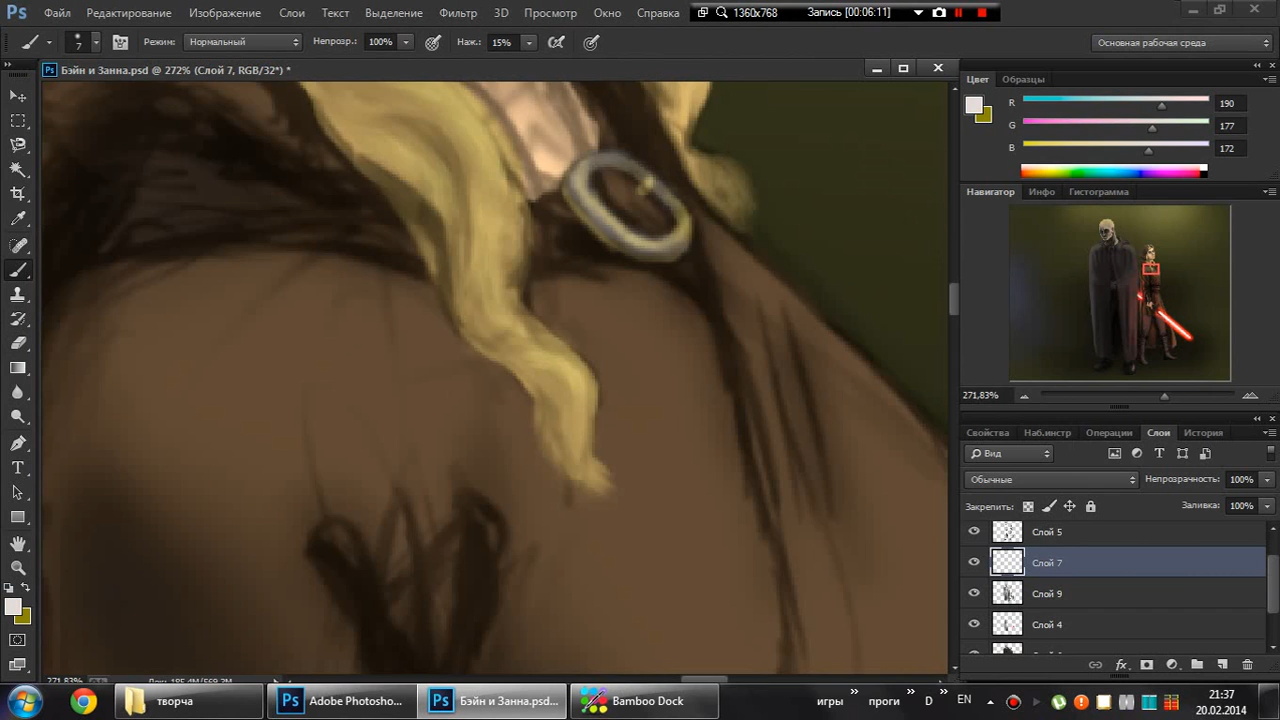 Ps Файл Редактирование Изображение Слои Текст Выделение Фильтр 3D Просмотр Окно Справка 1360x768 Запись [00:06:11]
7 Режим: Нормальный Непрозр.: 100% Наж.: 15% Основная рабочая среда
Ps Бэйн и Занна.psd @ 272% (Слой 7, RGB/32*) *
Цвет Образцы
R 190
G 177
B 172
Навигатор Инфо Гистограмма
271,83%
Свойства Наб.инстр Операции Слои История
Вид
Обычные Непрозрачность: 100%
Закрепить: Заливка: 100%
Слой 5
Слой 7
Слой 9
Слой 4
271,83%
творча Ps Adobe Photosho... Ps Бэйн и Занна.psd... Bamboo Dock игры » проги » D » EN 21:37
20.02.2014